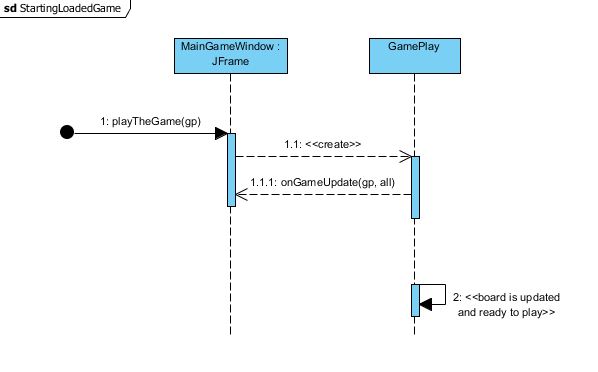 sd StartingLoadedGame
MainGameWindow :
JFrame
GamePlay
1: playTheGame(gp)
1.1: <<create>>
1.1.1: onGameUpdate(gp, all)
2: <<board is updated
and ready to play>>